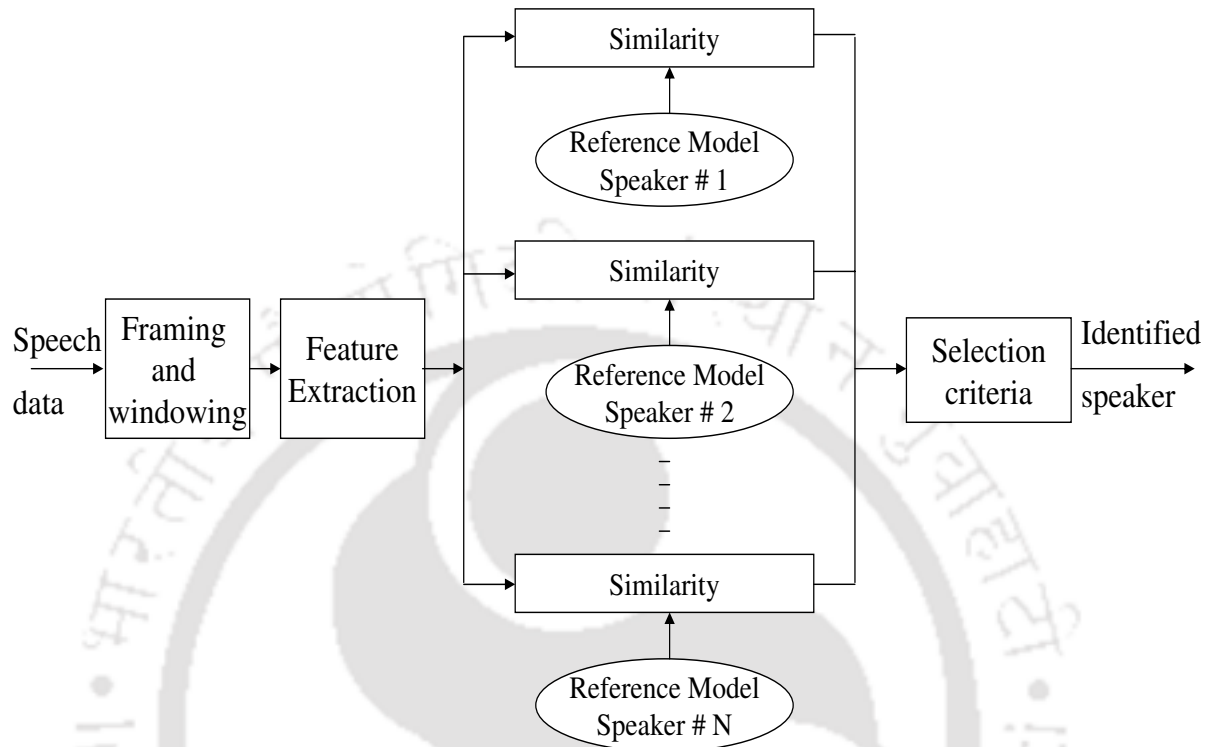 Similarity
Reference Model
Speaker # 1
Similarity
Reference Model
Speaker # 2
Speech
data
Framing
and
windowing
Feature
Extraction
Selection
criteria
Identified
speaker
Similarity
Reference Model
Speaker # N